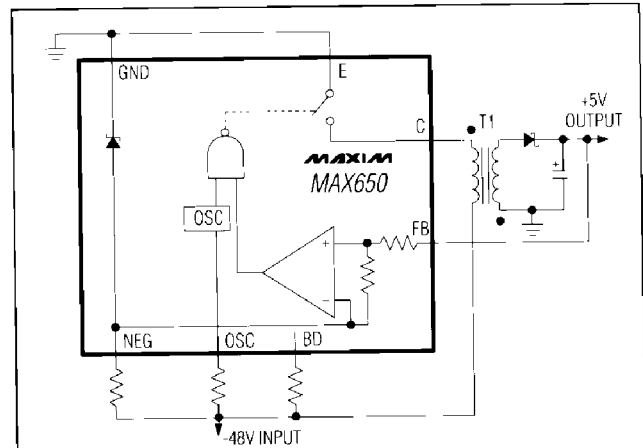 GND
E
C
T1
+5V
OUTPUT
MAXIM
MAX650
OSC
FB
+
−
+
NEG
OSC
BD
-48V INPUT